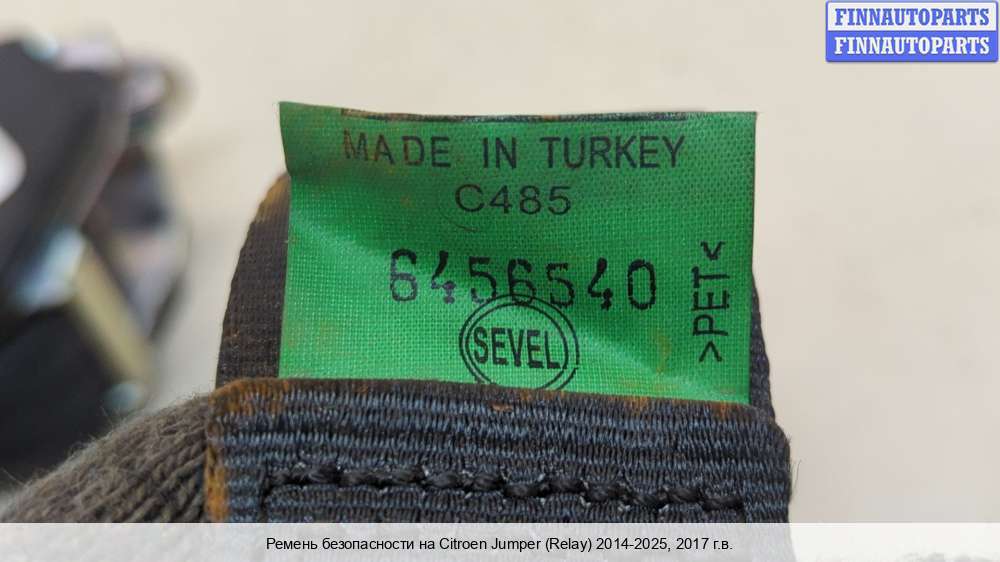 FINNAUTOPARTS
FINNAUTOPARTS
MADE IN TURKEY
C485
6456540
>PET<
SEVEL
Ремень безопасности на Citroen Jumper (Relay) 2014-2025, 2017 г.в.